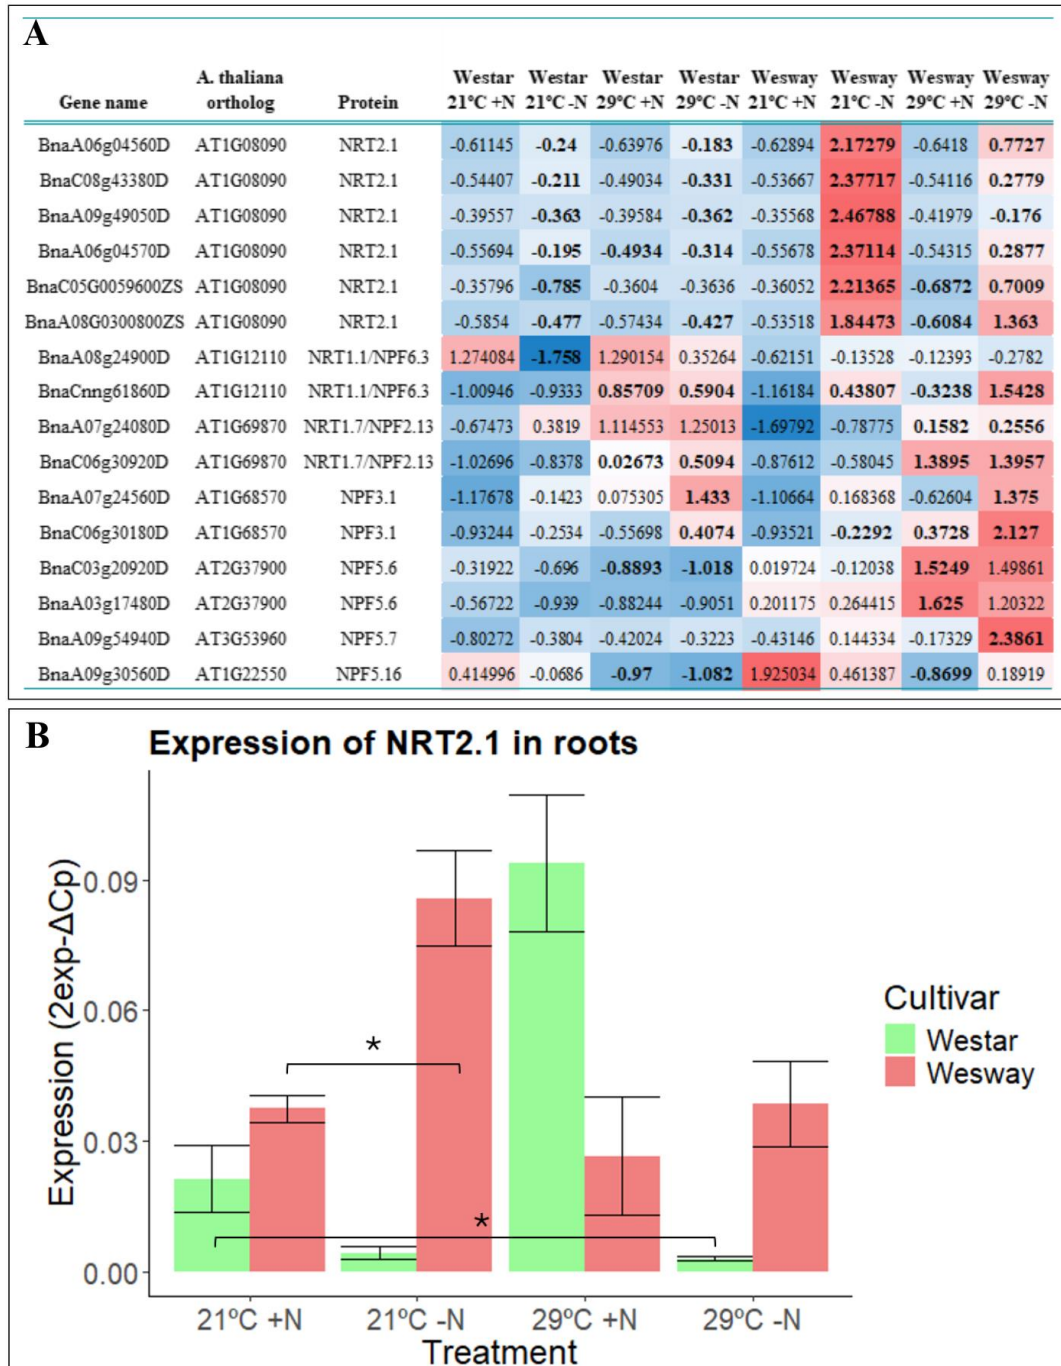 A
A. thaliana Westar Westar Westar Westar Wesway Wesway Wesway Wesway
Gene name ortholog Protein 21°C +N 21°C -N 29°C +N 29°C -N 21°C +N 21°C -N 29°C +N 29°C -N
BnaA06g04560D AT1G08090 NRT2.1 -0.61145 -0.24 -0.63976 -0.183 -0.62894 2.17279 -0.6418 0.7727
BnaC08g43380D AT1G08090 NRT2.1 -0.54407 -0.211 -0.49034 -0.331 -0.53667 2.37717 -0.54116 0.2779
BnaA09g49050D AT1G08090 NRT2.1 -0.39557 -0.363 -0.39584 -0.362 -0.35568 2.46788 -0.41979 -0.176
BnaA06g04570D AT1G08090 NRT2.1 -0.55694 -0.195 -0.4934 -0.314 -0.55678 2.37114 -0.54315 0.2877
BnaC05G0059600ZS AT1G08090 NRT2.1 -0.35796 -0.785 -0.3604 -0.3636 -0.36052 2.21365 -0.6872 0.7009
BnaA08G0300800ZS AT1G08090 NRT2.1 -0.5854 -0.477 -0.57434 -0.427 -0.53518 1.84473 -0.6084 1.363
BnaA08g24900D AT1G12110 NRT1.1/NPF6.3 1.274084 -1.758 1.290154 0.35264 -0.62151 -0.13528 -0.12393 -0.2782
BnaCnng61860D AT1G12110 NRT1.1/NPF6.3 -1.00946 -0.9333 0.85709 0.5904 -1.16184 0.43807 -0.3238 1.5428
BnaA07g24080D AT1G69870 NRT1.7/NPF2.13 -0.67473 0.3819 1.114553 1.25013 -1.69792 -0.78775 0.1582 0.2556
BnaC06g30920D AT1G69870 NRT1.7/NPF2.13 -1.02696 -0.8378 0.02673 0.5094 -0.87612 -0.58045 1.3895 1.3957
BnaA07g24560D AT1G68570 NPF3.1 -1.17678 -0.1423 0.075305 1.433 -1.10664 0.168368 -0.62604 1.375
BnaC06g30180D AT1G68570 NPF3.1 -0.93244 -0.2534 -0.55698 0.4074 -0.93521 -0.2292 0.3728 2.127
BnaC03g20920D AT2G37900 NPF5.6 -0.31922 -0.696 -0.8893 -1.018 0.019724 -0.12038 1.5249 1.49861
BnaA03g17480D AT2G37900 NPF5.6 -0.56722 -0.939 -0.88244 -0.9051 0.201175 0.264415 1.625 1.20322
BnaA09g54940D AT3G53960 NPF5.7 -0.80272 -0.3804 -0.42024 -0.3223 -0.43146 0.144334 -0.17329 2.3861
BnaA09g30560D AT1G22550 NPF5.16 0.414996 -0.0686 -0.97 -1.082 1.925034 0.461387 -0.8699 0.18919
B
Expression of NRT2.1 in roots
Expression (2exp-ΔCp)
0.09
0.06
0.03
0.00
*
*
21ºC +N 21ºC -N 29ºC +N 29ºC -N
Treatment
Cultivar
Westar
Wesway